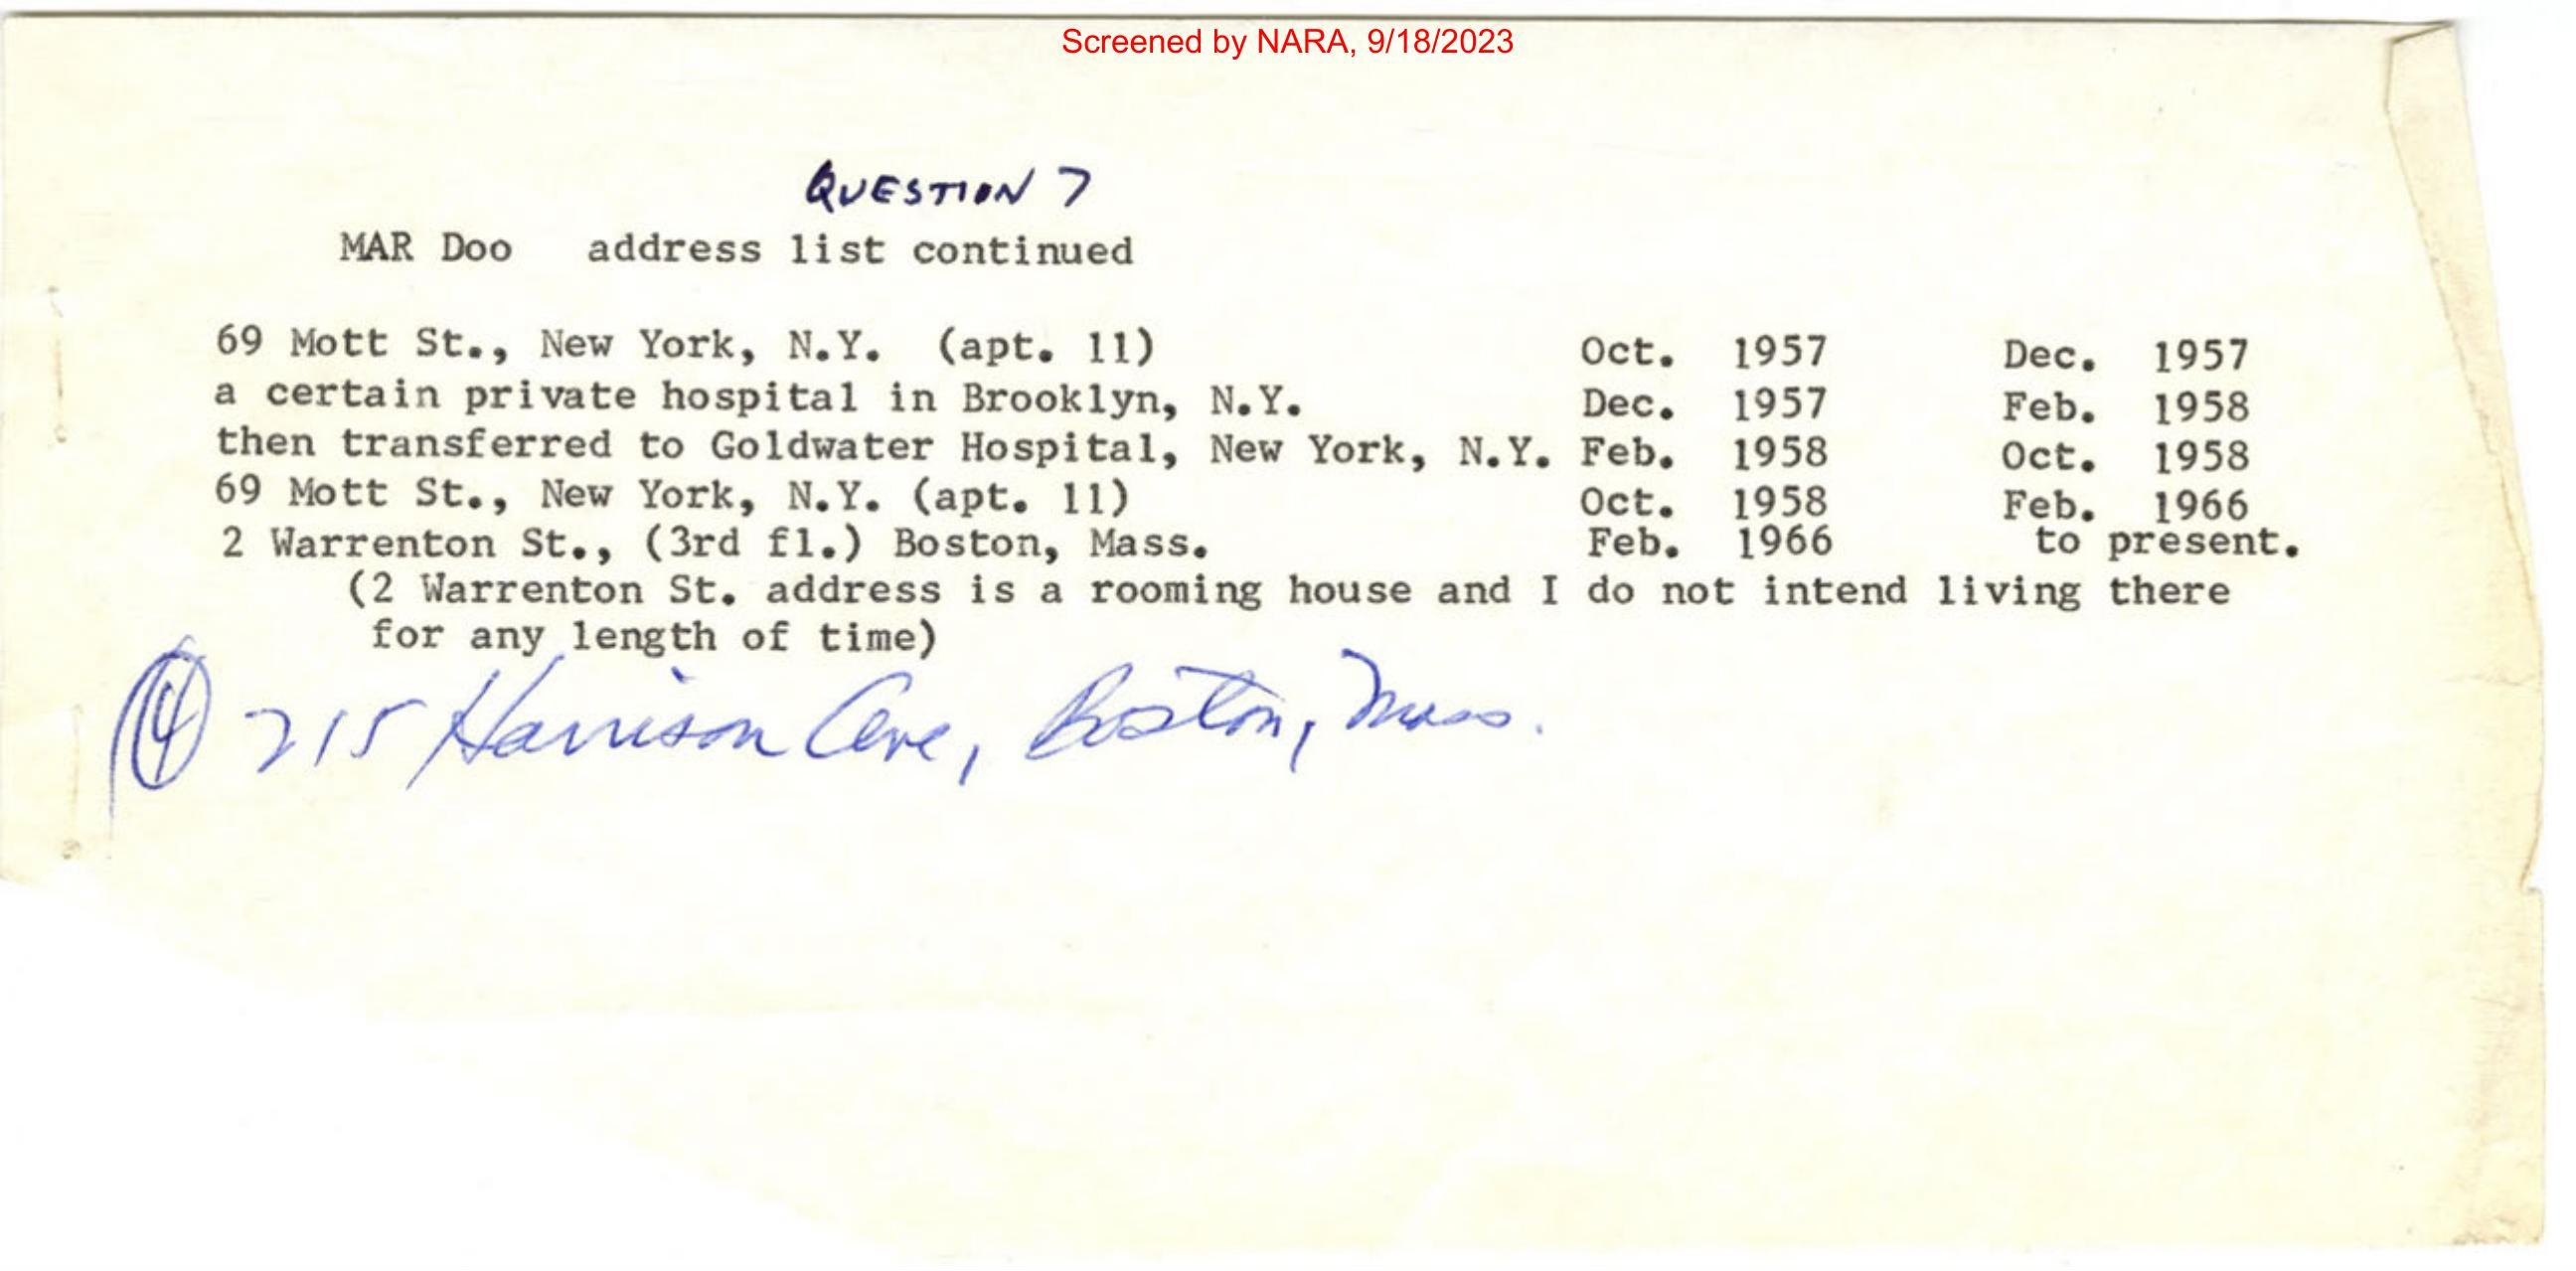 Screened by NARA, 9/18/2023
QUESTION 7
MAR Doo address list continued
69 Mott St., New York, N.Y. (apt. 11) Oct. 1957 Dec. 1957
a certain private hospital in Brooklyn, N.Y. Dec. 1957 Feb. 1958
then transferred to Goldwater Hospital, New York, N.Y. Feb. 1958 Oct. 1958
69 Mott St., New York, N.Y. (apt. 11) Oct. 1958 Feb. 1966
2 Warrenton St., (3rd fl.) Boston, Mass. Feb. 1966 to present.
(2 Warrenton St. address is a rooming house and I do not intend living there
for any length of time)
4 215 Harrison Ave, Boston, Mass.